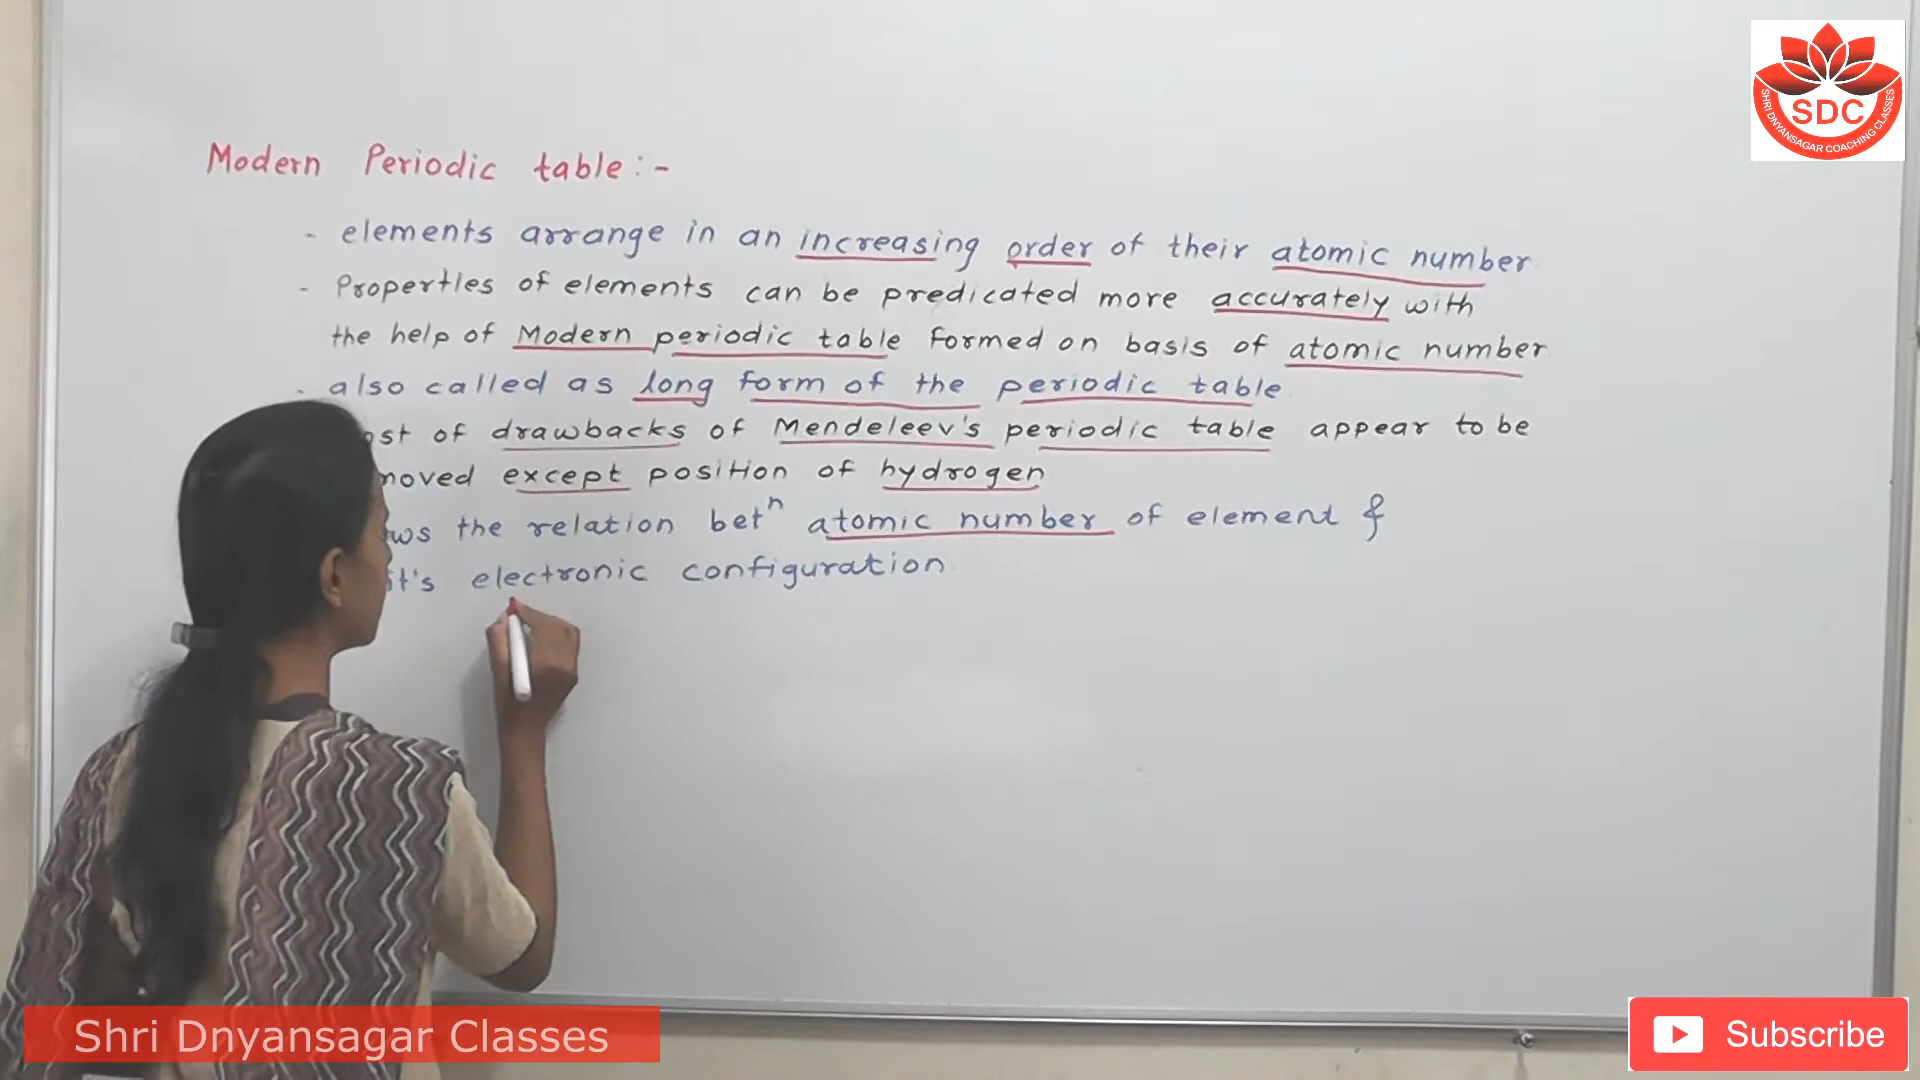 Modern Periodic table :-
- elements arrange in an increasing order of their atomic number.
- Properties of elements can be predicated more accurately with
the help of Modern periodic table formed on basis of atomic number.
- also called as long form of the periodic table.
of drawbacks of Mendeleev's periodic table appear to be
except position of hydrogen
the relation betn atomic number of element &
it's electronic configuration.
SDC
SHRI DNYANSAGAR COACHING CLASSES
Shri Dnyansagar Classes
Subscribe